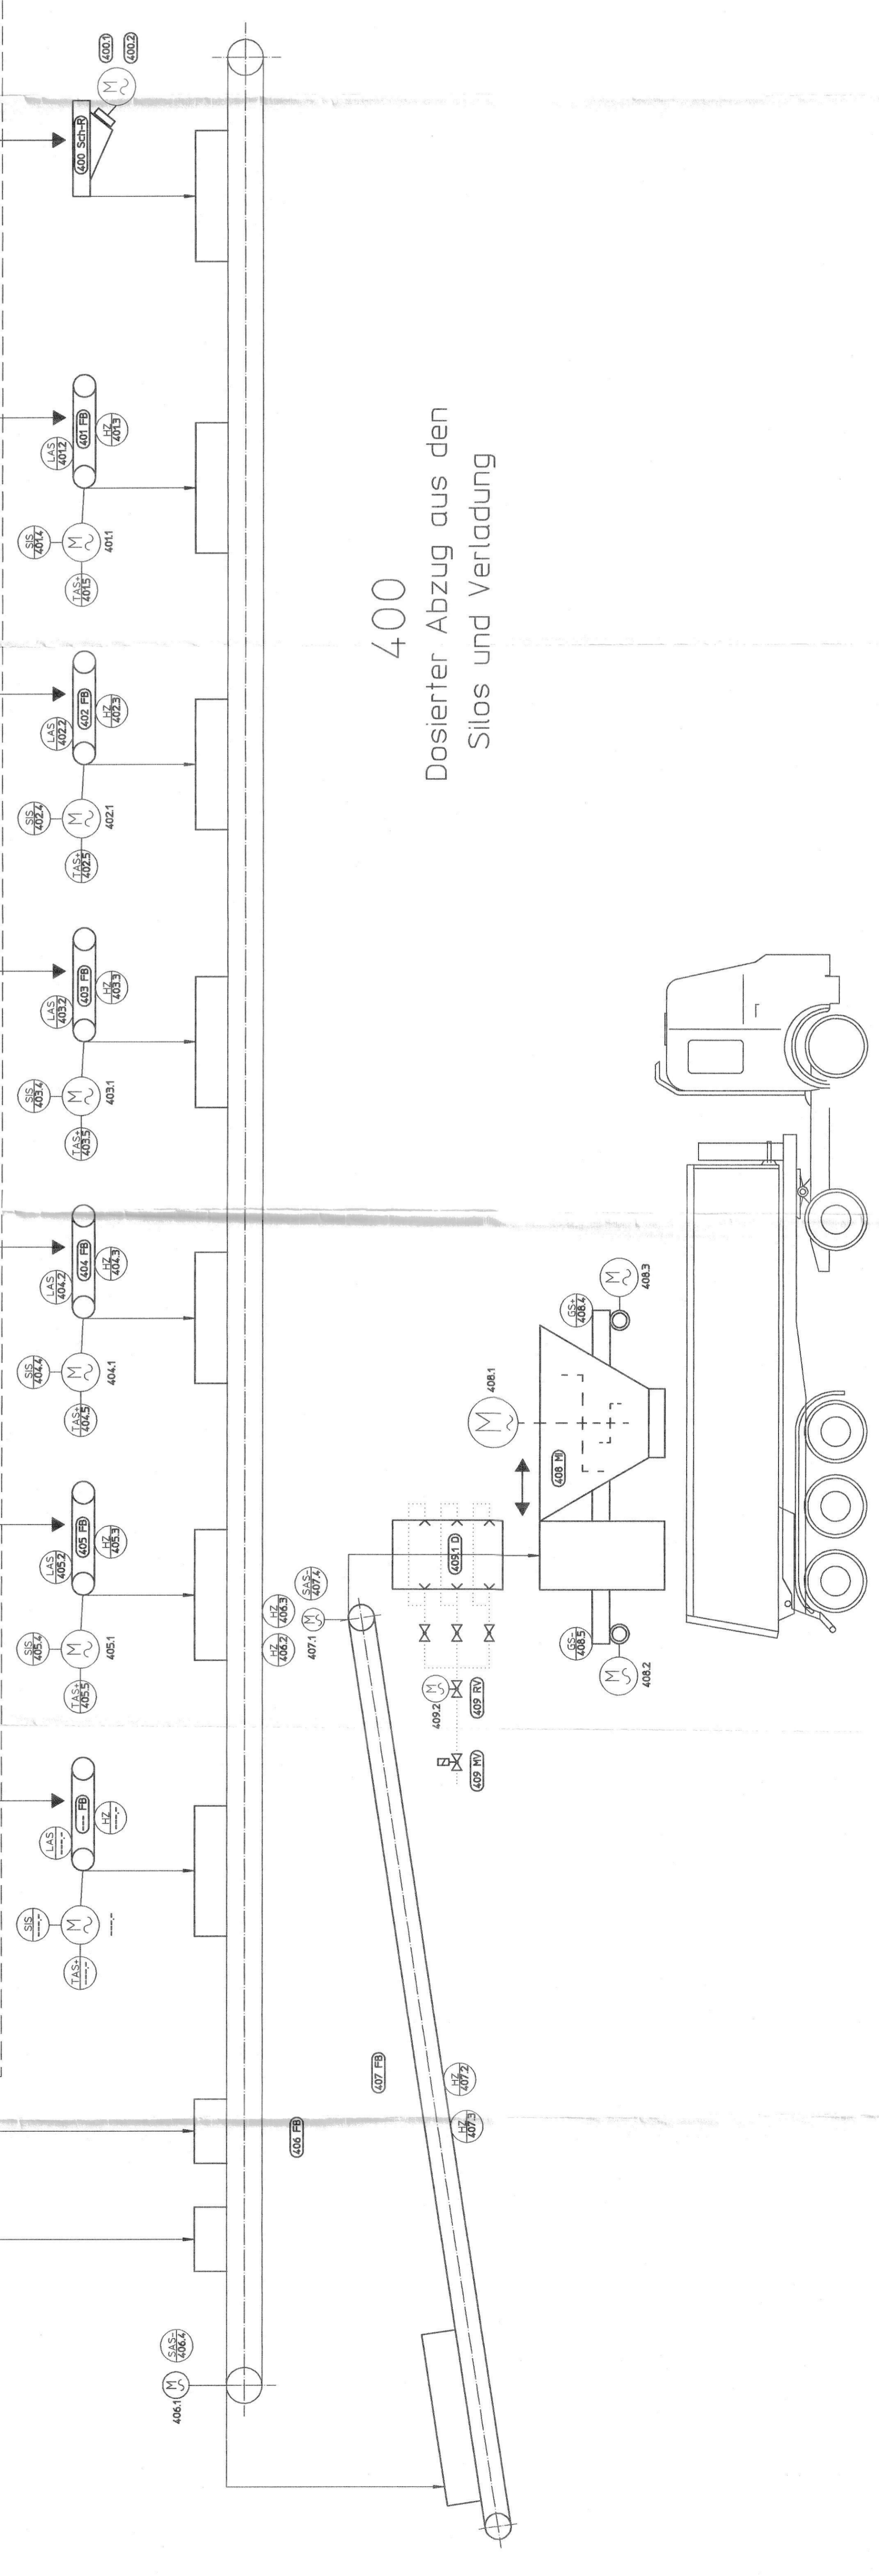 400.1
400.2
M
400 Sch-R
LAS
401.2
401 FB
HZ
401.3
SIS
401.4
M
401.1
TAS+
401.5
LAS
402.2
402 FB
HZ
402.3
SIS
402.4
M
402.1
TAS+
402.5
LAS
403.2
403 FB
HZ
403.3
SIS
403.4
M
403.1
TAS+
403.5
LAS
404.2
404 FB
HZ
404.3
SIS
404.4
M
404.1
TAS+
404.5
LAS
405.2
405 FB
HZ
405.3
SIS
405.4
M
405.1
TAS+
405.5
LAS
---.-
--- FB
HZ
---.-
SIS
---.-
M
---.-
TAS+
---.-
400
Dosierter Abzug aus den
Silos und Verladung
HZ
406.3
HZ
406.2
SAS-
407.4
M
407.1
409.1 D
M
409.2
409 RV
409 MV
M
408.1
408 MI
GS+
408.4
M
408.3
GS-
408.5
M
408.2
407 FB
HZ
407.2
HZ
407.3
406 FB
SAS-
406.4
M
406.1